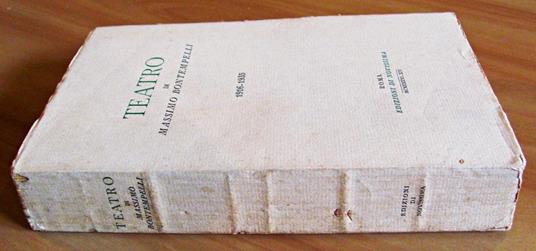 TEATRO
DI
MASSIMO BONTEMPELLI
1916-1935
ROMA
EDIZIONI DI NOVISSIMA
TEATRO
DI
MASSIMO
BONTEMPELLI
EDIZIONI
DI
NOVISSIMA